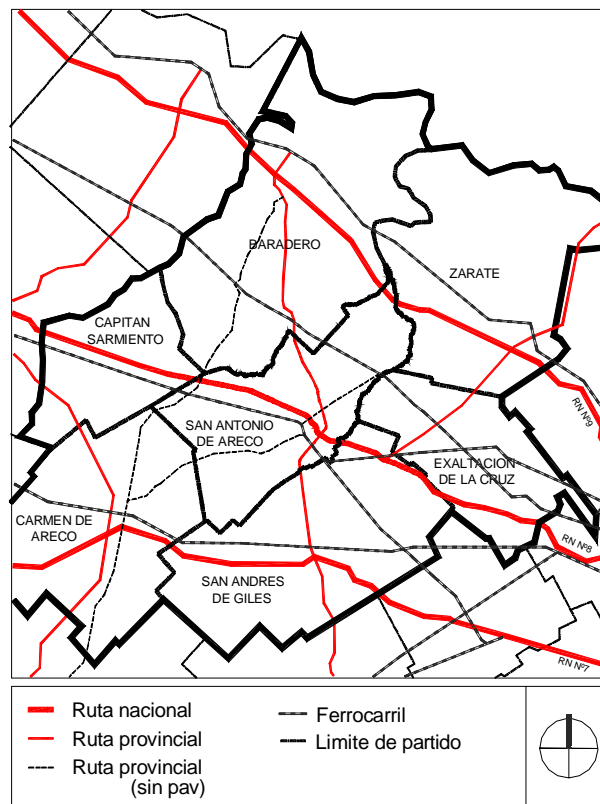 BARADERO
ZARATE
CAPITAN
SARMIENTO
SAN ANTONIO
DE ARECO
RN Nº9
EXALTACION
DE LA CRUZ
CARMEN DE
ARECO
RN Nº8
SAN ANDRES
DE GILES
RN Nº7
Ruta nacional
Ruta provincial
Ruta provincial
(sin pav)
Ferrocarril
Limite de partido